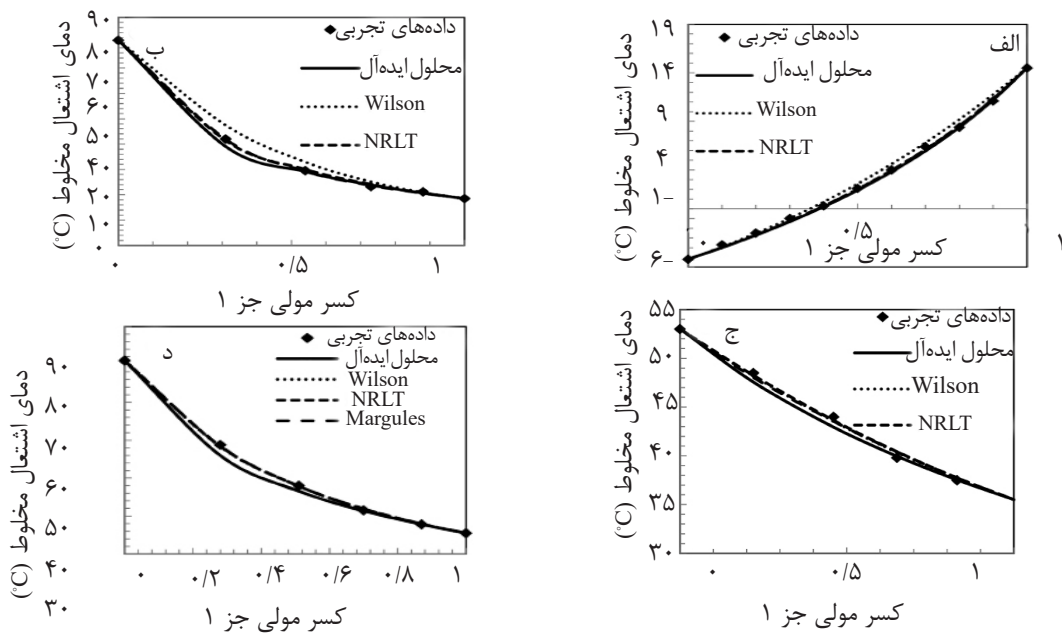 الف
داده‌های تجربی
محلول ایده‌آل
Wilson
NRLT
دمای اشتعال مخلوط (°C)
۱۹
۱۴
۹
۴
۱−
۶−
۰
۰/۵
۱
کسر مولی جز ۱
ب
داده‌های تجربی
محلول ایده‌آل
Wilson
NRLT
دمای اشتعال مخلوط (°C)
۹۰
۸۰
۷۰
۶۰
۵۰
۴۰
۳۰
۲۰
۱۰
۰
۰
۰/۵
۱
کسر مولی جز ۱
ج
داده‌های تجربی
محلول ایده‌آل
Wilson
NRLT
دمای اشتعال مخلوط (°C)
۵۵
۵۰
۴۵
۴۰
۳۵
۳۰
۰
۰/۵
۱
کسر مولی جز ۱
د
داده‌های تجربی
محلول ایده‌آل
Wilson
NRLT
Margules
دمای اشتعال مخلوط (°C)
۹۰
۸۰
۷۰
۶۰
۵۰
۴۰
۳۰
۰
۰/۲
۰/۴
۰/۶
۰/۸
۱
کسر مولی جز ۱